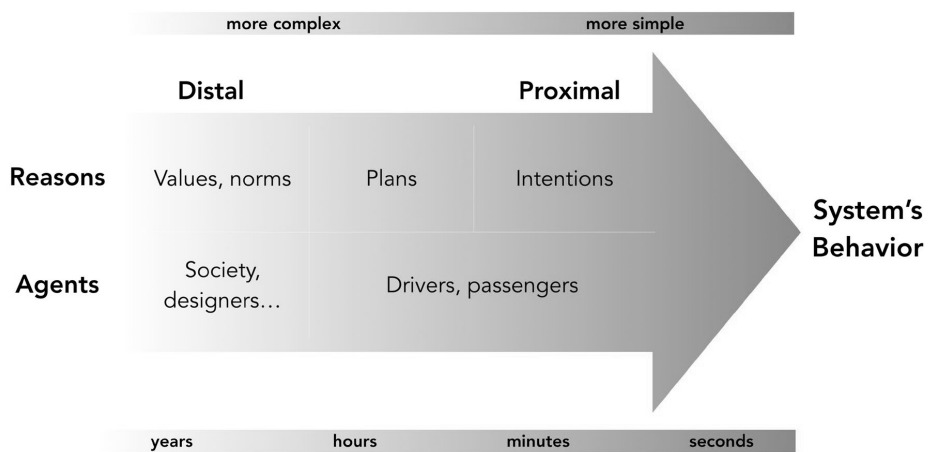 more complex more simple
Distal Proximal
Reasons Values, norms Plans Intentions
System's
Behavior
Agents Society,
designers… Drivers, passengers
years hours minutes seconds